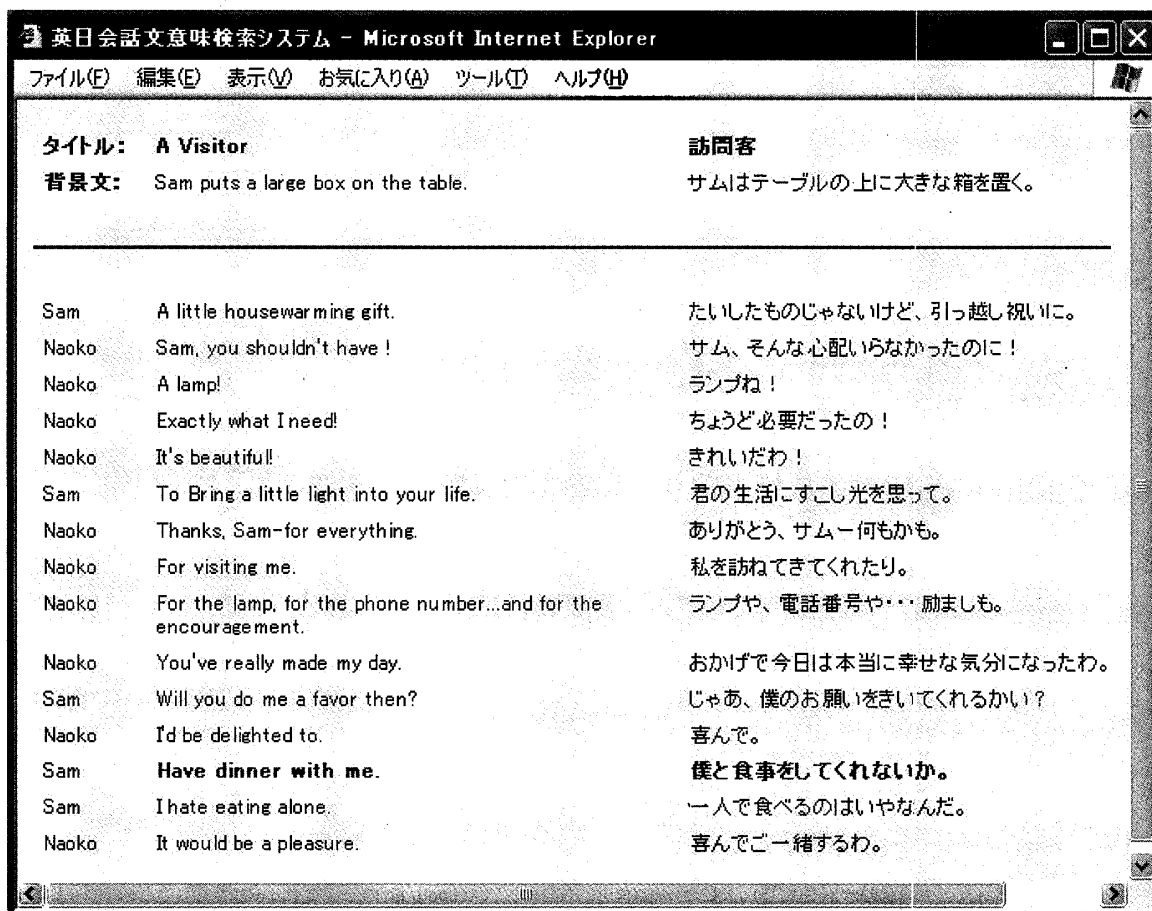 英日会話文意味検索システム - Microsoft Internet Explorer
ファイル(F) 編集(E) 表示(V) お気に入り(A) ツール(T) ヘルプ(H)
タイトル: A Visitor 訪問客
背景文: Sam puts a large box on the table. サムはテーブルの上に大きな箱を置く。
Sam A little housewarming gift. たいしたものじゃないけど、引っ越し祝いに。
Naoko Sam, you shouldn't have ! サム、そんな心配いらなかったのに!
Naoko A lamp! ランプね!
Naoko Exactly what I need! ちょうど必要だったの!
Naoko It's beautiful! きれいだわ!
Sam To Bring a little light into your life. 君の生活にすこし光を思って。
Naoko Thanks, Sam-for everything. ありがとう、サムー何もかも。
Naoko For visiting me. 私を訪ねてきてくれたり。
Naoko For the lamp, for the phone number...and for the ランプや、電話番号や・・・励ましも。
encouragement.
Naoko You've really made my day. おかげで今日は本当に幸せな気分になったわ。
Sam Will you do me a favor then? じゃあ、僕のお願いをきいてくれるかい?
Naoko I'd be delighted to. 喜んで。
Sam Have dinner with me. 僕と食事をしてくれないか。
Sam I hate eating alone. 一人で食べるのはいやなんだ。
Naoko It would be a pleasure. 喜んでご一緒するわ。